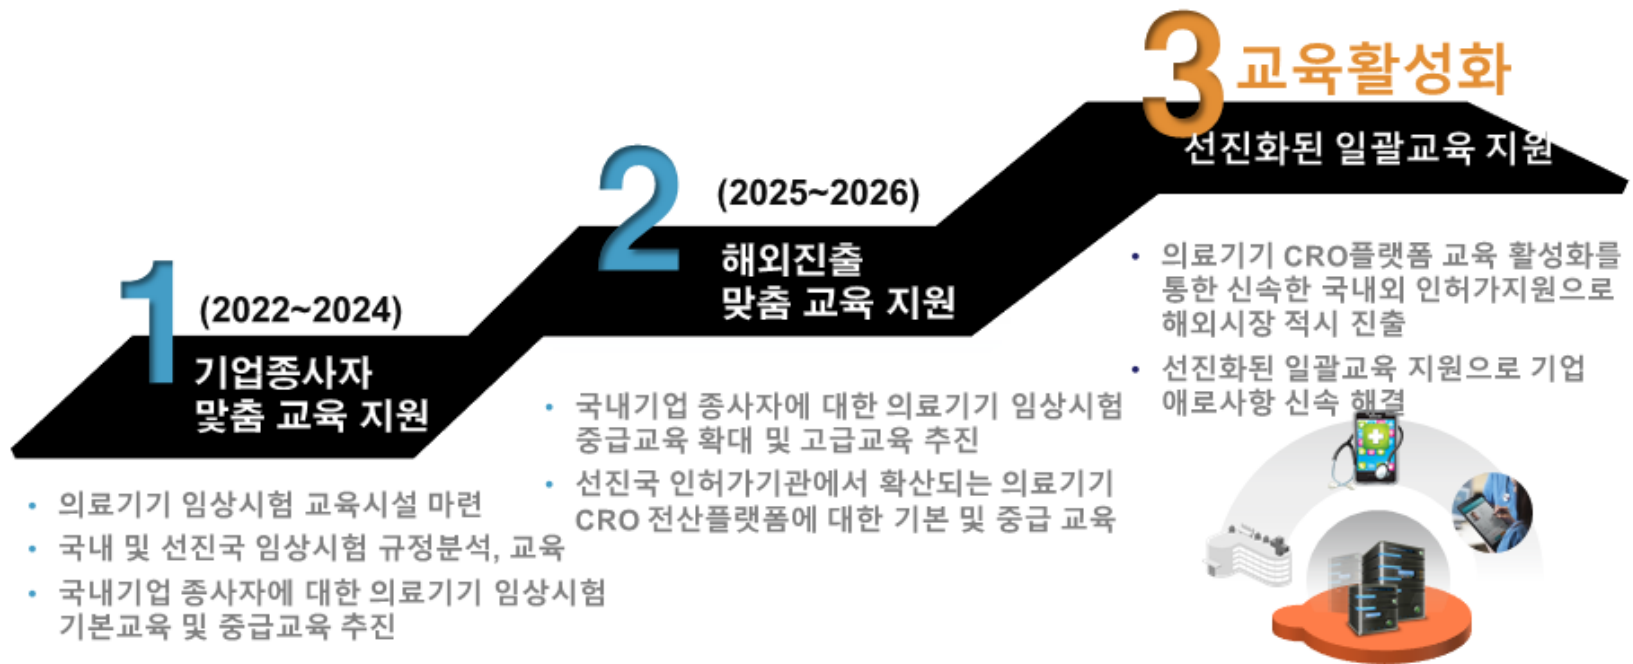 1
(2022~2024)
기업종사자
맞춤 교육 지원
• 의료기기 임상시험 교육시설 마련
• 국내 및 선진국 임상시험 규정분석, 교육
• 국내기업 종사자에 대한 의료기기 임상시험
기본교육 및 중급교육 추진
2
(2025~2026)
해외진출
맞춤 교육 지원
• 국내기업 종사자에 대한 의료기기 임상시험
중급교육 확대 및 고급교육 추진
• 선진국 인허가기관에서 확산되는 의료기기
CRO 전산플랫폼에 대한 기본 및 중급 교육
3 교육활성화
선진화된 일괄교육 지원
• 의료기기 CRO플랫폼 교육 활성화를
통한 신속한 국내외 인허가지원으로
해외시장 적시 진출
• 선진화된 일괄교육 지원으로 기업
애로사항 신속 해결